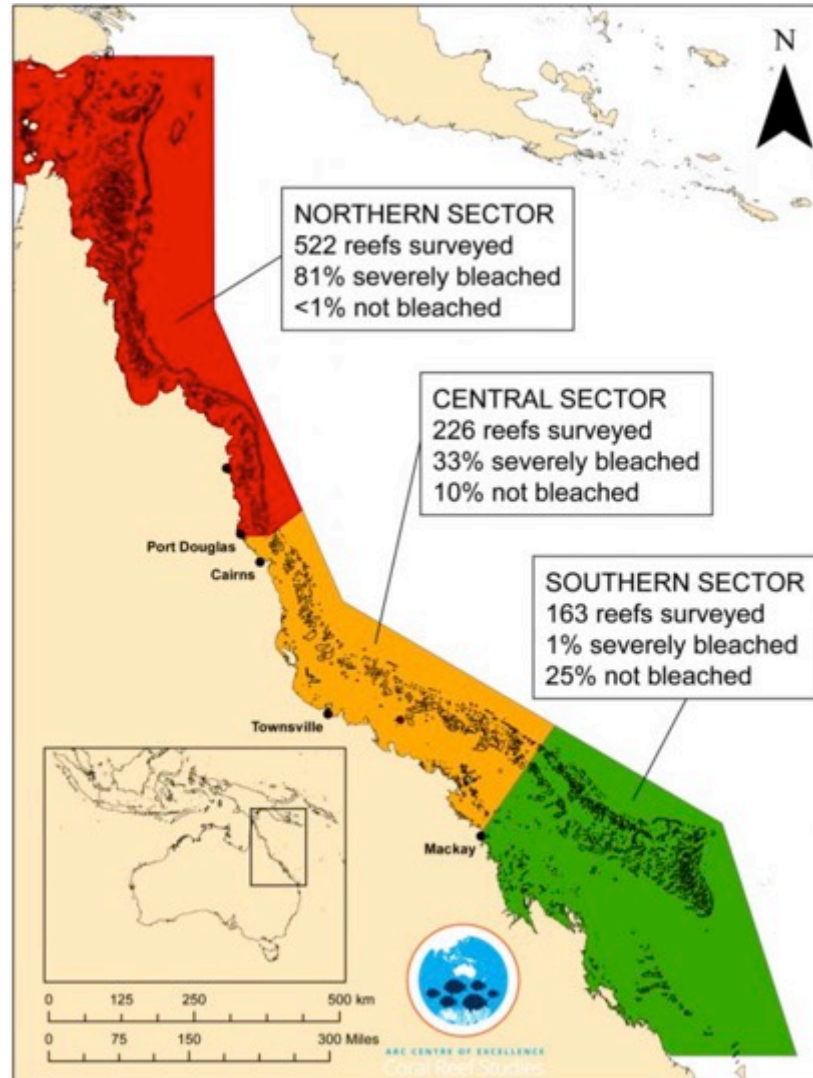 N
NORTHERN SECTOR
522 reefs surveyed
81% severely bleached
<1% not bleached
CENTRAL SECTOR
226 reefs surveyed
33% severely bleached
10% not bleached
Port Douglas
Cairns
SOUTHERN SECTOR
163 reefs surveyed
1% severely bleached
25% not bleached
Townsville
Mackay
0 125 250 500 km
0 75 150 300 Miles
ARC CENTRE OF EXCELLENCE
Coral Reef Studies